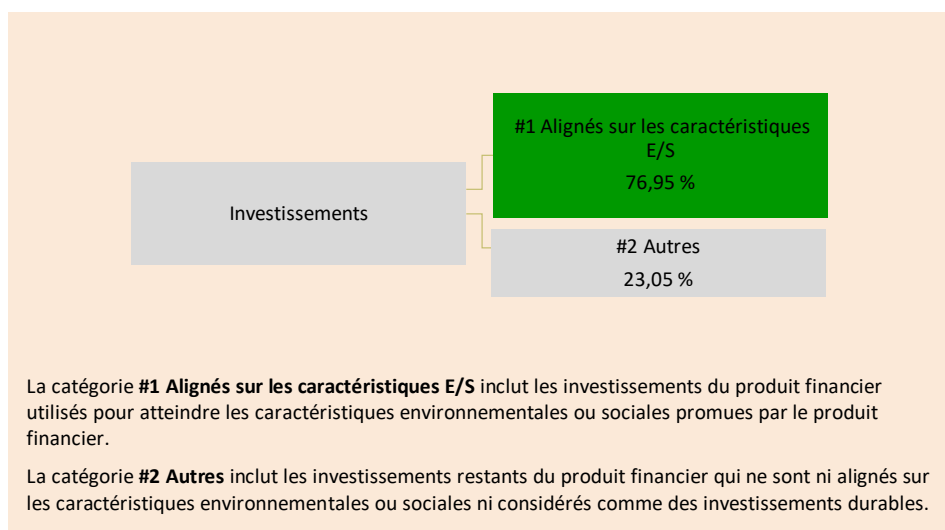 #1 Alignés sur les caractéristiques
E/S
76,95 %
Investissements
#2 Autres
23,05 %
La catégorie #1 Alignés sur les caractéristiques E/S inclut les investissements du produit financier
utilisés pour atteindre les caractéristiques environnementales ou sociales promues par le produit
financier.
La catégorie #2 Autres inclut les investissements restants du produit financier qui ne sont ni alignés sur
les caractéristiques environnementales ou sociales ni considérés comme des investissements durables.